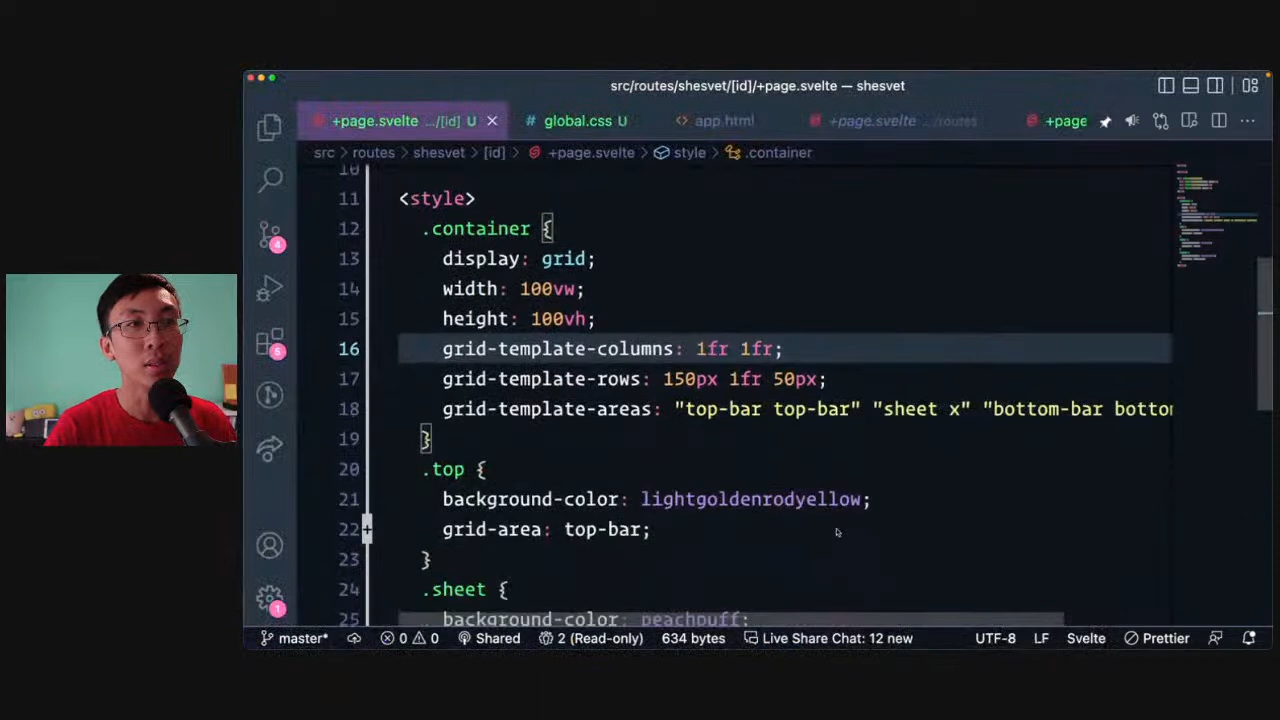 src/routes/shesvet/[id]/+page.svelte — shesvet
+page.svelte .../[id] U
global.css U
app.html
+page.svelte .../routes
+page
src > routes > shesvet > [id] > +page.svelte > style > .container
10
11 <style>
12 .container {
13 display: grid;
14 width: 100vw;
15 height: 100vh;
16 grid-template-columns: 1fr 1fr;
17 grid-template-rows: 150px 1fr 50px;
18 grid-template-areas: "top-bar top-bar" "sheet x" "bottom-bar bottom
19 }
20 .top {
21 background-color: lightgoldenrodyellow;
22 grid-area: top-bar;
23 }
24 .sheet {
25 background-color: peachpuff;
4
5
1
master* 0 0 Shared 2 (Read-only) 634 bytes Live Share Chat: 12 new UTF-8 LF Svelte Prettier